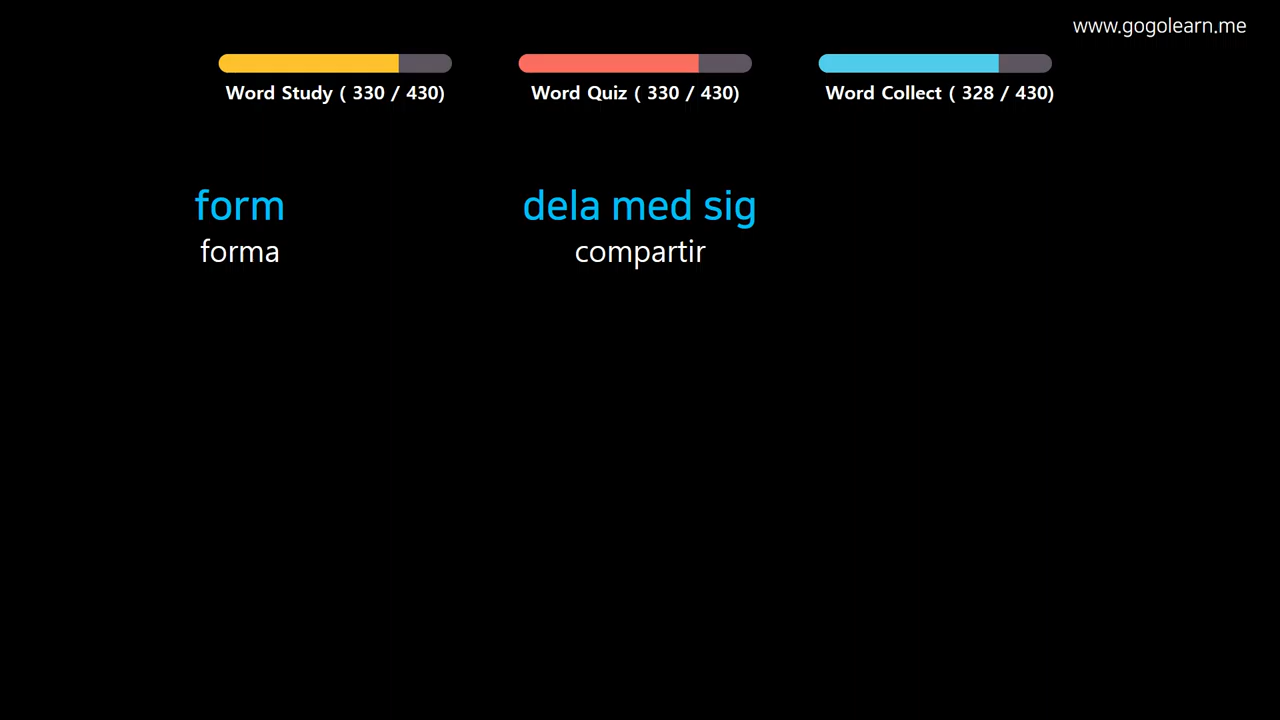 www.gogolearn.me
Word Study ( 330 / 430)
Word Quiz ( 330 / 430)
Word Collect ( 328 / 430)
form
forma
dela med sig
compartir